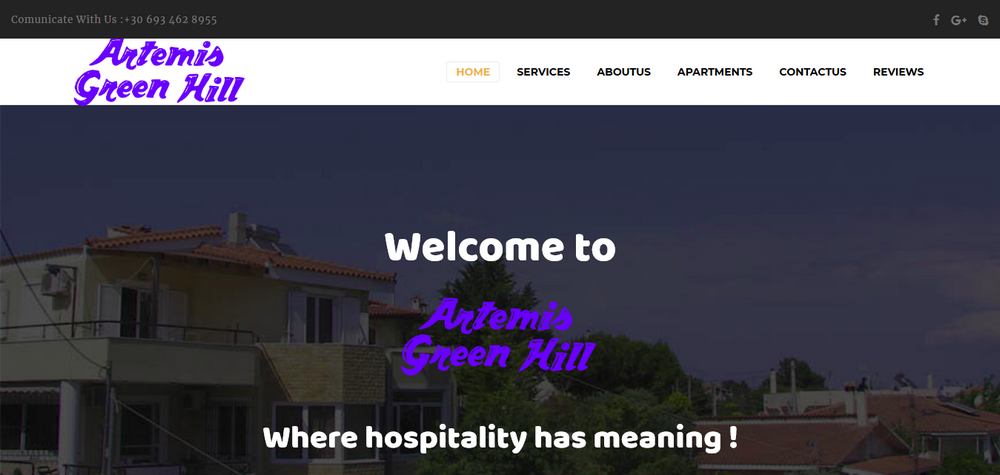 Comunicate With Us :+30 693 462 8955
Artemis
Green Hill
HOME SERVICES ABOUTUS APARTMENTS CONTACTUS REVIEWS
Welcome to
Artemis
Green Hill
Where hospitality has meaning !